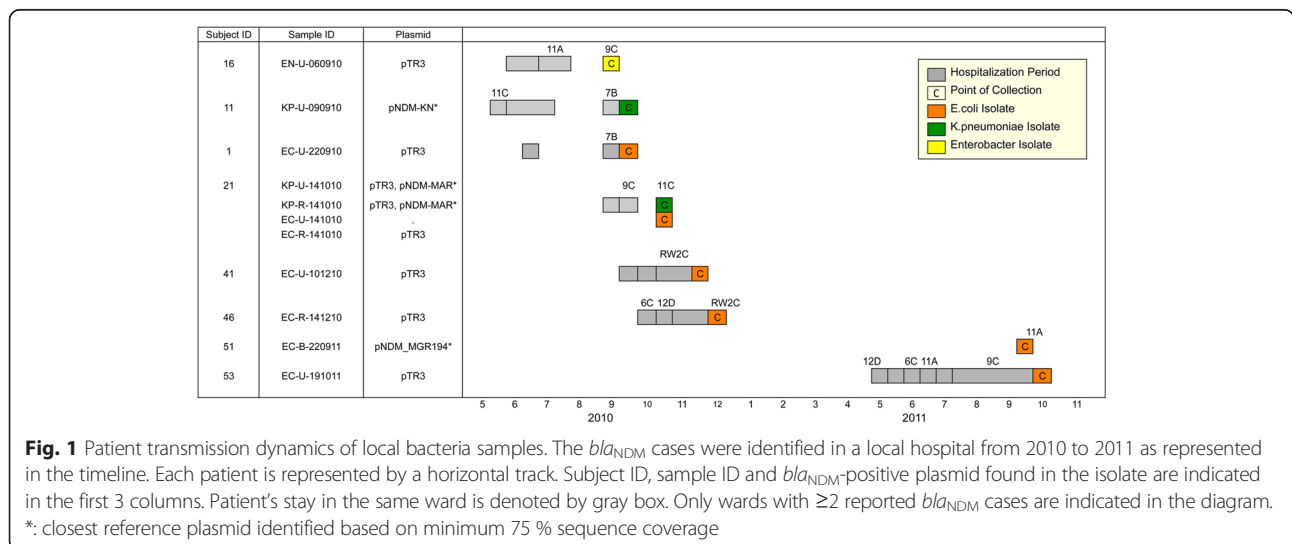 Subject ID Sample ID Plasmid
11A 9C
16 EN-U-060910 pTR3 C
11C 7B
11 KP-U-090910 pNDM-KN* C
7B
1 EC-U-220910 pTR3 C
21 KP-U-141010 pTR3, pNDM-MAR* 9C 11C
KP-R-141010 pTR3, pNDM-MAR* C
EC-U-141010 . C
EC-R-141010 pTR3
RW2C
41 EC-U-101210 pTR3 C
6C 12D RW2C
46 EC-R-141210 pTR3 C
11A
51 EC-B-220911 pNDM_MGR194* C
12D 6C 11A 9C
53 EC-U-191011 pTR3 C
5 6 7 8 9 10 11 12 1 2 3 4 5 6 7 8 9 10 11
2010 2011
Hospitalization Period
C Point of Collection
E.coli Isolate
K.pneumoniae Isolate
Enterobacter Isolate
Fig. 1 Patient transmission dynamics of local bacteria samples. The blaNDM cases were identified in a local hospital from 2010 to 2011 as represented
in the timeline. Each patient is represented by a horizontal track. Subject ID, sample ID and blaNDM-positive plasmid found in the isolate are indicated
in the first 3 columns. Patient's stay in the same ward is denoted by gray box. Only wards with ≥2 reported blaNDM cases are indicated in the diagram.
*: closest reference plasmid identified based on minimum 75 % sequence coverage